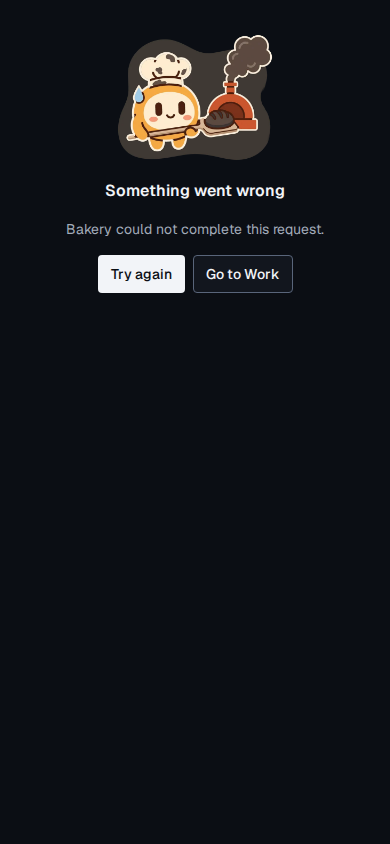 Something went wrong
Bakery could not complete this request.
Try again
Go to Work